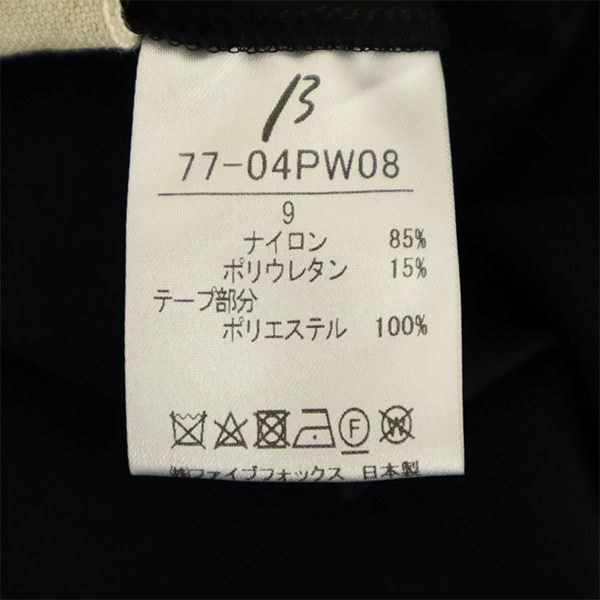 β
77-04PW08
9
ナイロン 85%
ポリウレタン 15%
テープ部分
ポリエステル 100%
F W
㈱ファイブフォックス 日本製